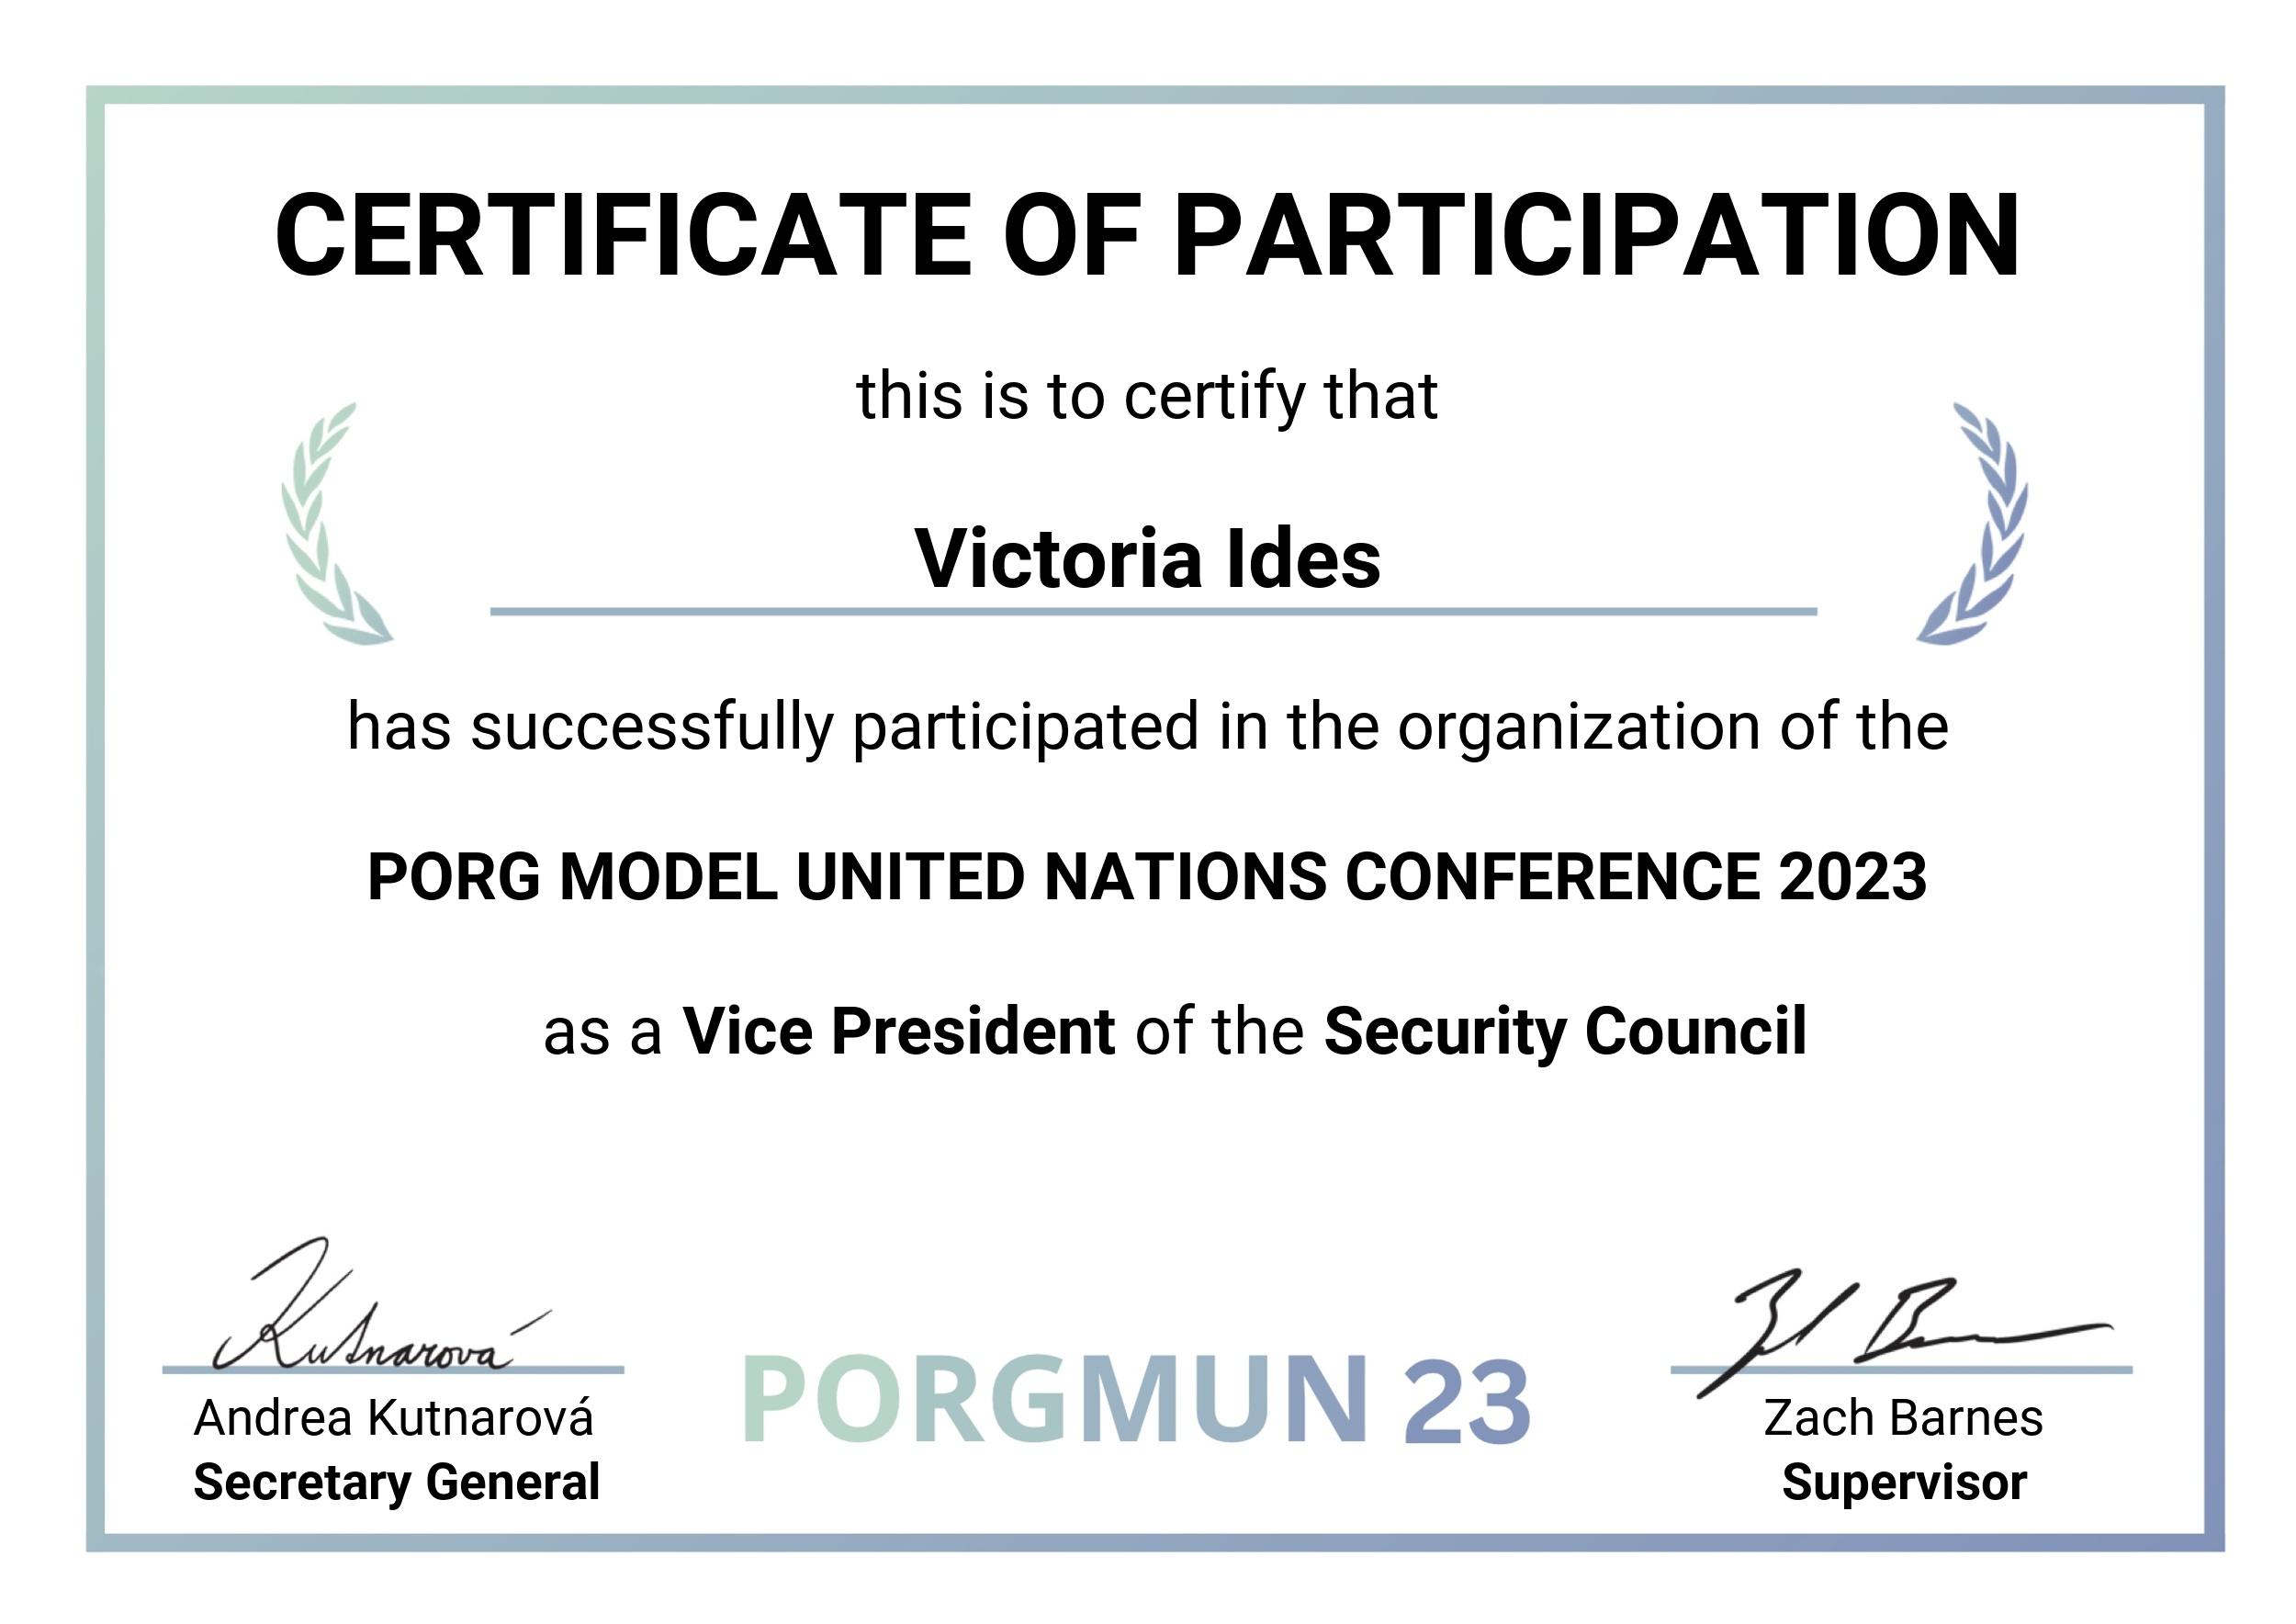 CERTIFICATE OF PARTICIPATION
this is to certify that
Victoria Ides
has successfully participated in the organization of the
PORG MODEL UNITED NATIONS CONFERENCE 2023
as a Vice President of the Security Council
Kutnarová
Andrea Kutnarová
Secretary General
PORGMUN 23
Zach Barnes
Supervisor